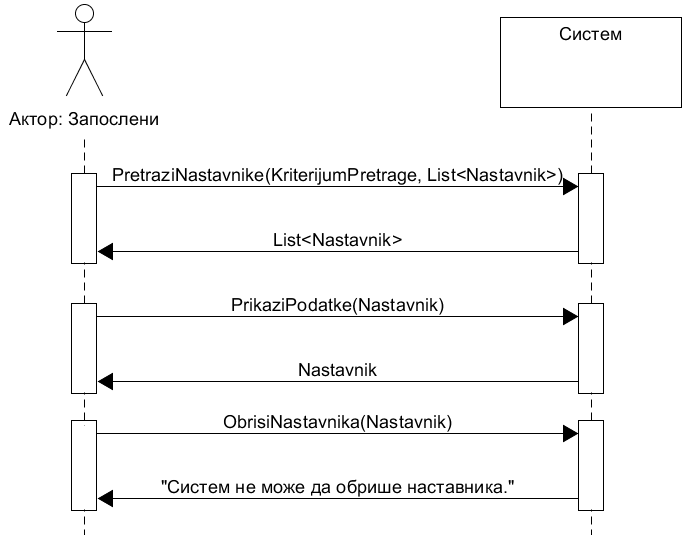 Систем
Актор: Запослени
PretraziNastavnike(KriterijumPretrage, List<Nastavnik>)
List<Nastavnik>
PrikaziPodatke(Nastavnik)
Nastavnik
ObrisiNastavnika(Nastavnik)
"Систем не може да обрише наставника."